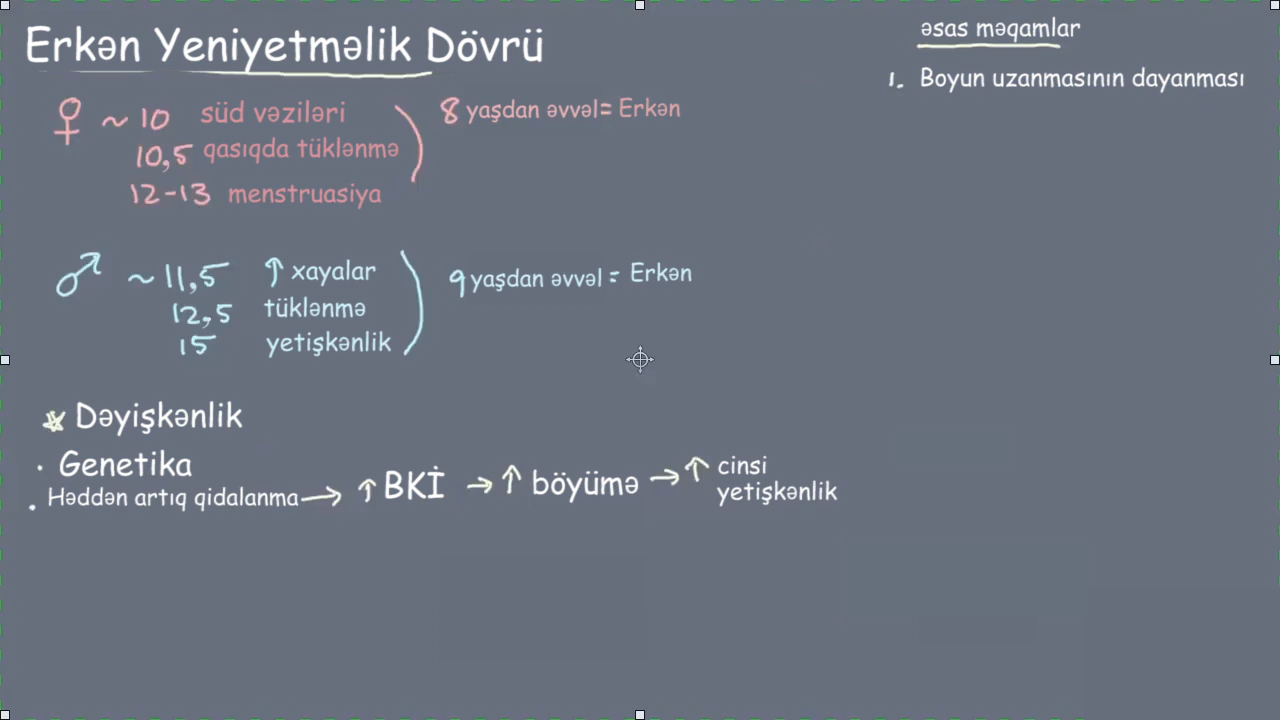 Erkən Yeniyetməlik Dövrü
♀ ~ 10 süd vəziləri
10,5 qasıqda tüklənmə
12-13 menstruasiya
8 yaşdan əvvəl = Erkən
♂ ~ 11,5 ↑ xayalar
12,5 tüklənmə
15 yetişkənlik
9 yaşdan əvvəl = Erkən
* Dəyişkənlik
· Genetika
. Həddən artıq qidalanma → ↑ BKİ → ↑ böyümə → ↑ cinsi
yetişkənlik
əsas məqamlar
1. Boyun uzanmasının dayanması